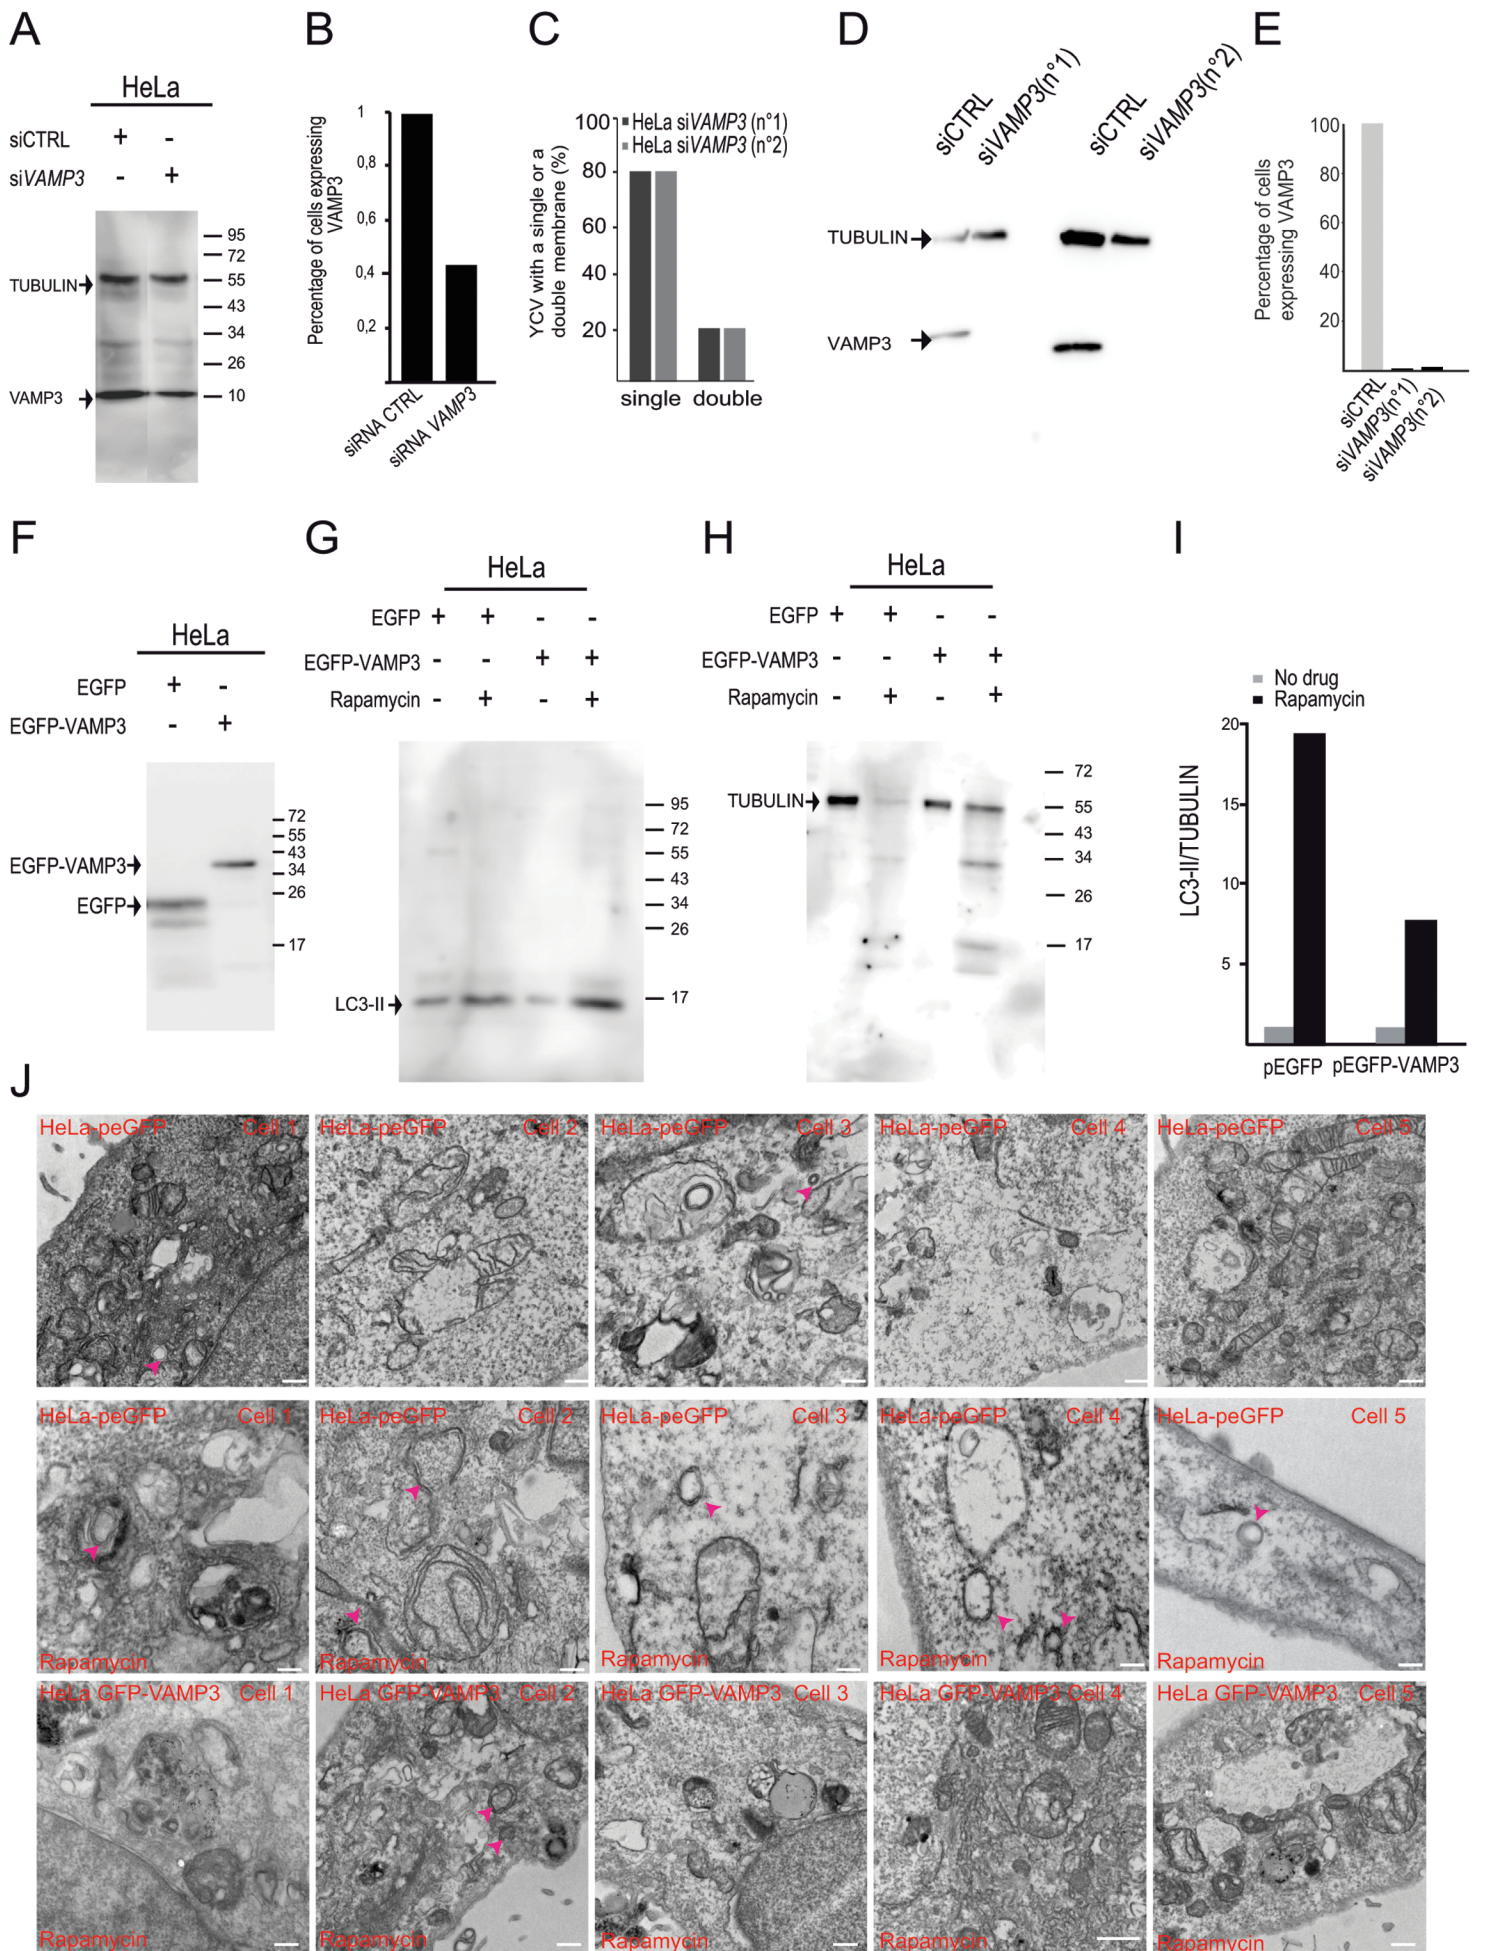 A
HeLa
siCTRL + -
siVAMP3 - +
95
72
TUBULIN 55
43
34
26
VAMP3 10
B
Percentage of cells expressing
VAMP3
1
0,8
0,6
0,4
0,2
siRNA CTRL
siRNA VAMP3
C
YCV with a single or a
double membrane (%)
HeLa siVAMP3 (n°1)
HeLa siVAMP3 (n°2)
100
80
60
40
20
single double
D
siCTRL
siVAMP3(n°1)
siCTRL
siVAMP3(n°2)
TUBULIN
VAMP3
E
Percentage of cells
expressing VAMP3
100
80
60
40
20
siCTRL
siVAMP3(n°1)
siVAMP3(n°2)
F
HeLa
EGFP + -
EGFP-VAMP3 - +
72
55
43
EGFP-VAMP3 34
26
EGFP
17
G
HeLa
EGFP + + - -
EGFP-VAMP3 - - + +
Rapamycin - + - +
95
72
55
43
34
26
LC3-II 17
H
HeLa
EGFP + + - -
EGFP-VAMP3 - - + +
Rapamycin - + - +
72
TUBULIN 55
43
34
26
17
I
No drug
Rapamycin
LC3-II/TUBULIN
20
15
10
5
pEGFP pEGFP-VAMP3
J
HeLa-peGFP Cell 1
HeLa-peGFP Cell 2
HeLa-peGFP Cell 3
HeLa-peGFP Cell 4
HeLa-peGFP Cell 5
HeLa-peGFP Cell 1
Rapamycin
HeLa-peGFP Cell 2
Rapamycin
HeLa-peGFP Cell 3
Rapamycin
HeLa-peGFP Cell 4
Rapamycin
HeLa-peGFP Cell 5
Rapamycin
HeLa GFP-VAMP3 Cell 1
Rapamycin
HeLa GFP-VAMP3 Cell 2
Rapamycin
HeLa GFP-VAMP3 Cell 3
Rapamycin
HeLa GFP-VAMP3 Cell 4
Rapamycin
HeLa GFP-VAMP3 Cell 5
Rapamycin